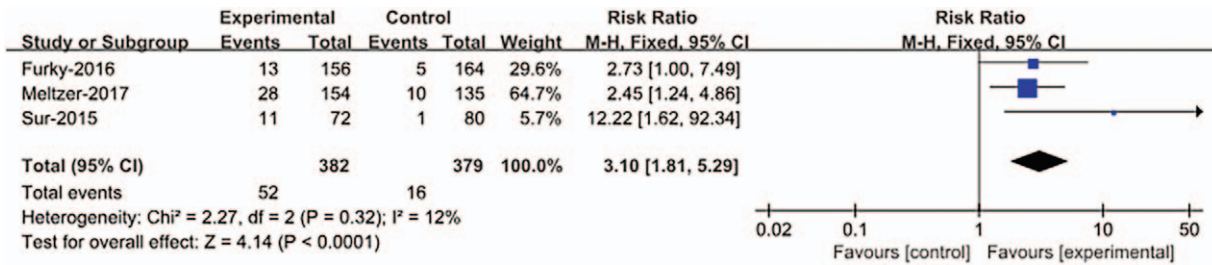 Experimental Control Risk Ratio Risk Ratio
Study or Subgroup Events Total Events Total Weight M-H, Fixed, 95% CI M-H, Fixed, 95% CI
Furky-2016 13 156 5 164 29.6% 2.73 [1.00, 7.49]
Meltzer-2017 28 154 10 135 64.7% 2.45 [1.24, 4.86]
Sur-2015 11 72 1 80 5.7% 12.22 [1.62, 92.34]
Total (95% CI) 382 379 100.0% 3.10 [1.81, 5.29]
Total events 52 16
Heterogeneity: Chi² = 2.27, df = 2 (P = 0.32); I² = 12%
Test for overall effect: Z = 4.14 (P < 0.0001)
0.02 0.1 1 10 50
Favours [control] Favours [experimental]